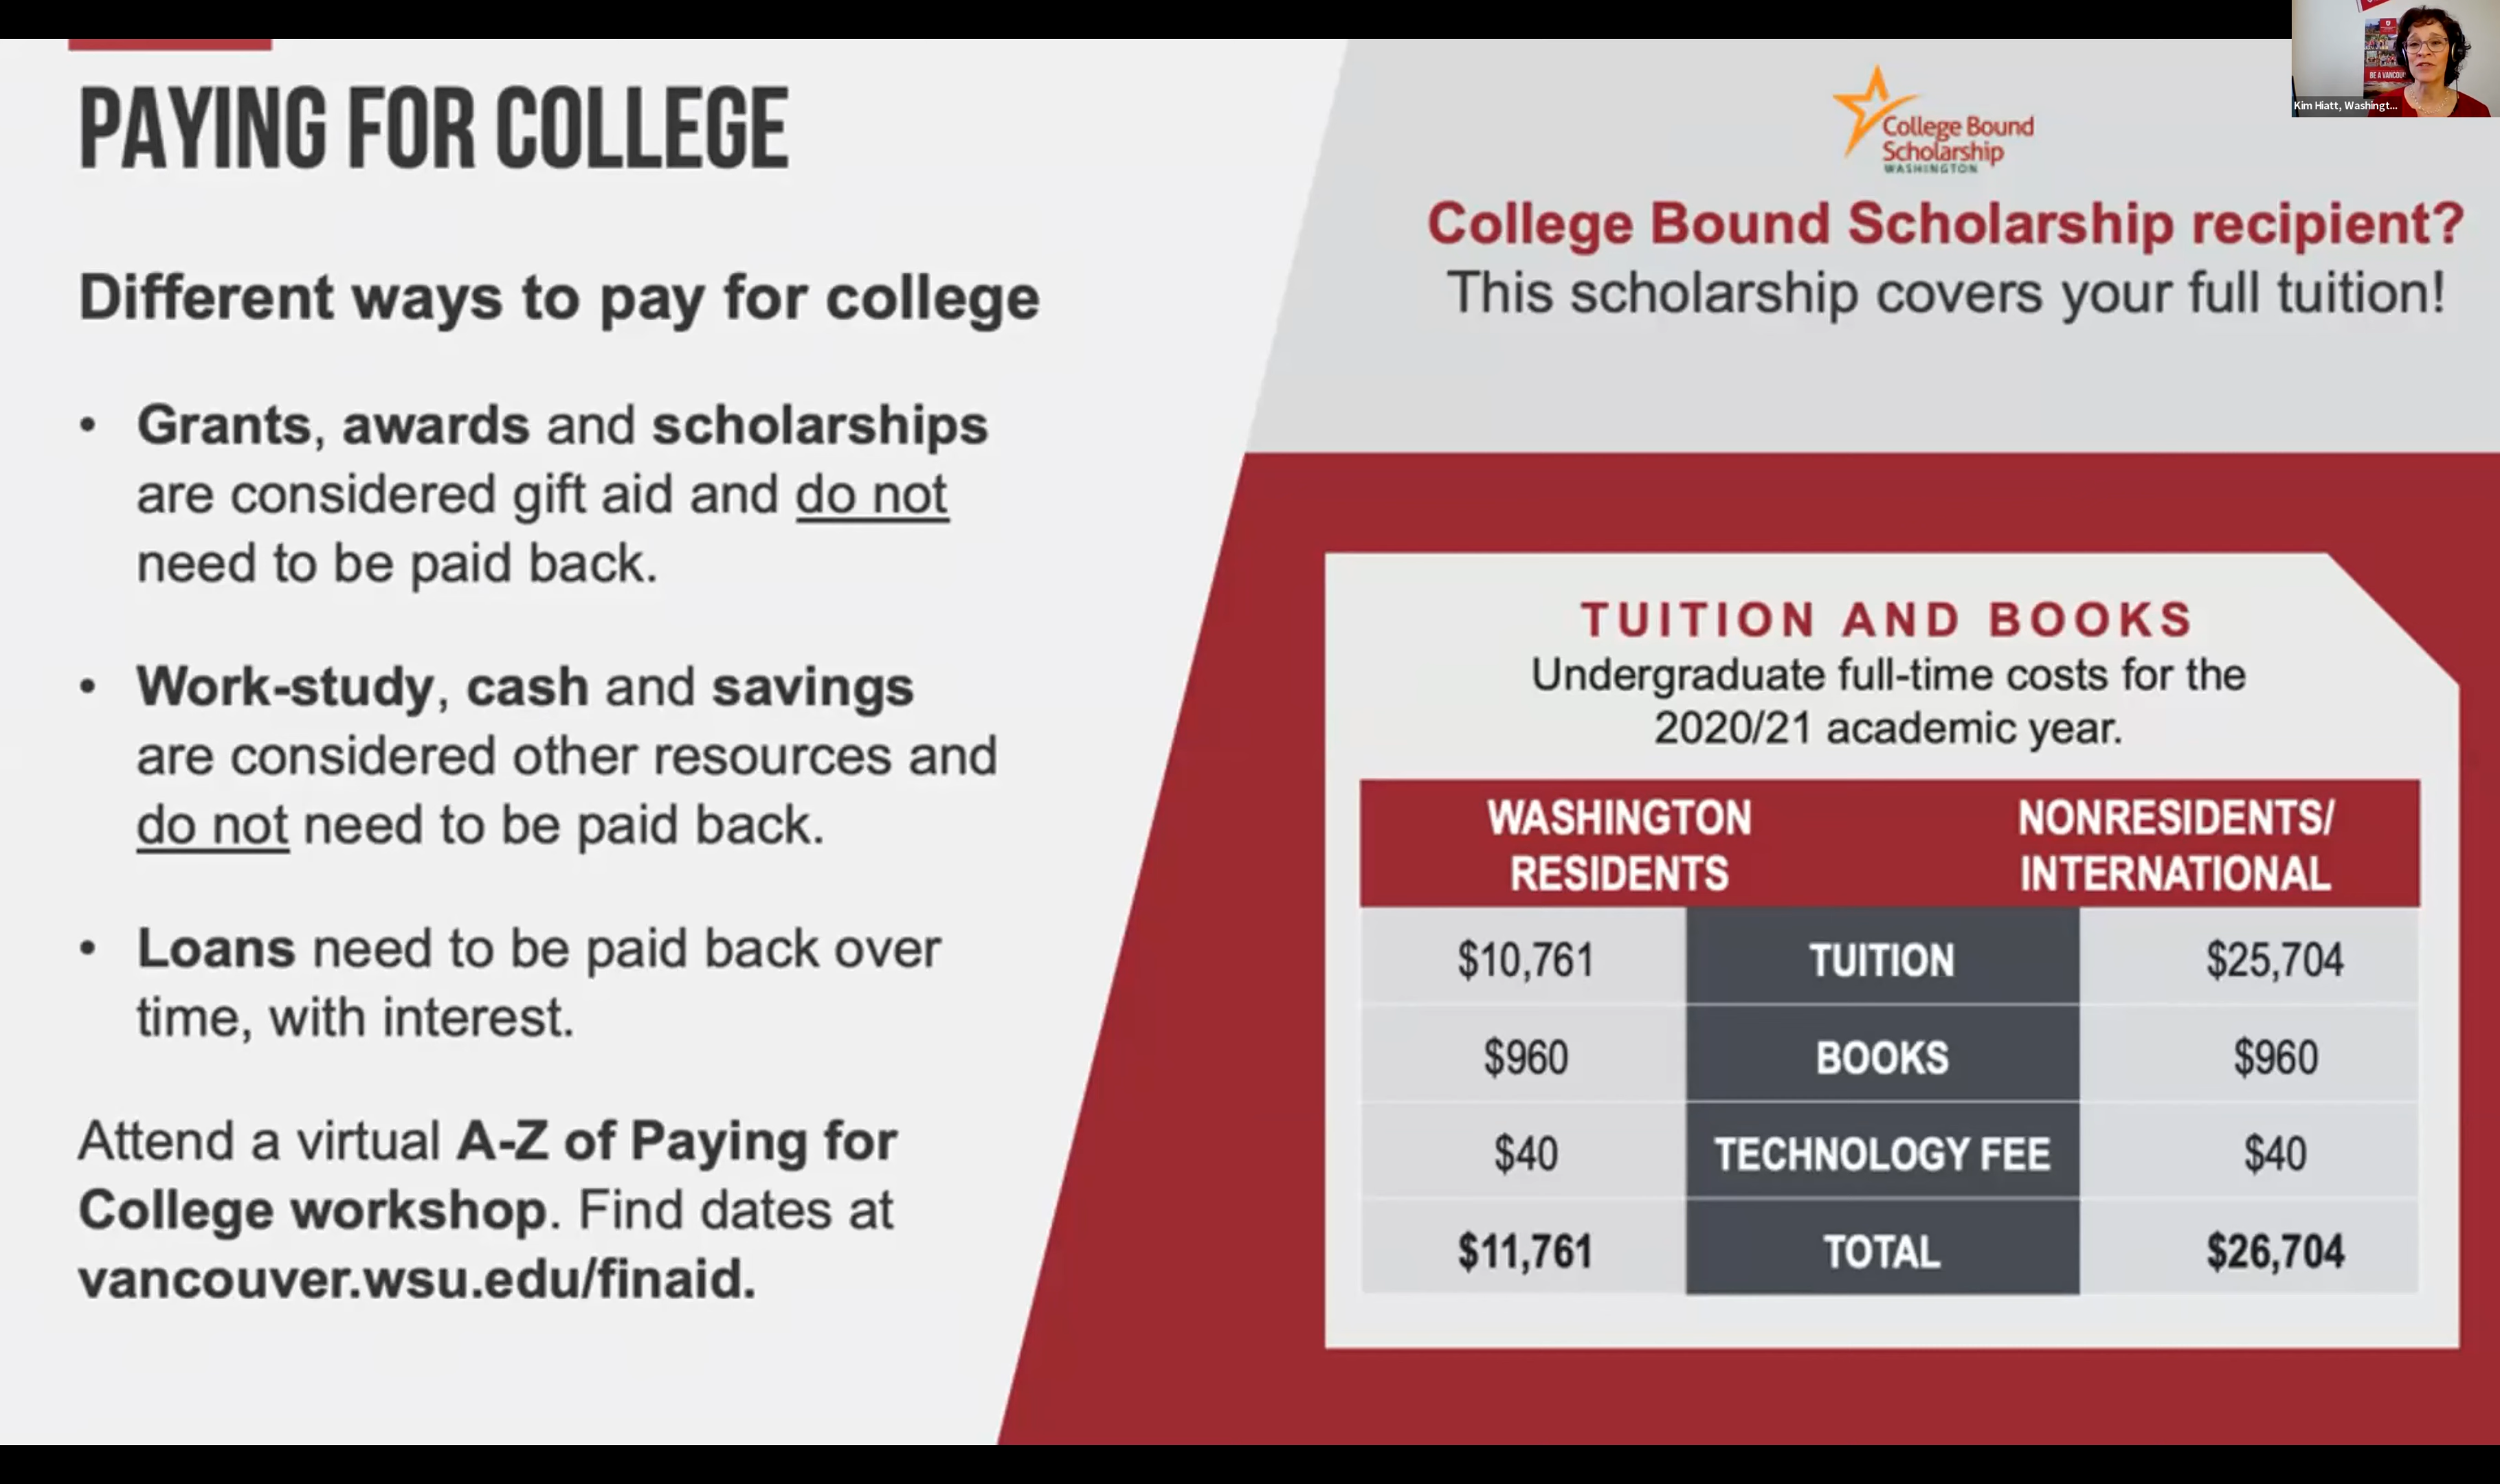 PAYING FOR COLLEGE
Different ways to pay for college
• Grants, awards and scholarships
are considered gift aid and do not
need to be paid back.
• Work-study, cash and savings
are considered other resources and
do not need to be paid back.
• Loans need to be paid back over
time, with interest.
Attend a virtual A-Z of Paying for
College workshop. Find dates at
vancouver.wsu.edu/finaid.
College Bound
Scholarship
WASHINGTON
College Bound Scholarship recipient?
This scholarship covers your full tuition!
TUITION AND BOOKS
Undergraduate full-time costs for the
2020/21 academic year.
WASHINGTON RESIDENTS NONRESIDENTS/ INTERNATIONAL
$10,761 TUITION $25,704
$960 BOOKS $960
$40 TECHNOLOGY FEE $40
$11,761 TOTAL $26,704
BE A VANCOU
Kim Hiatt, Washingt...